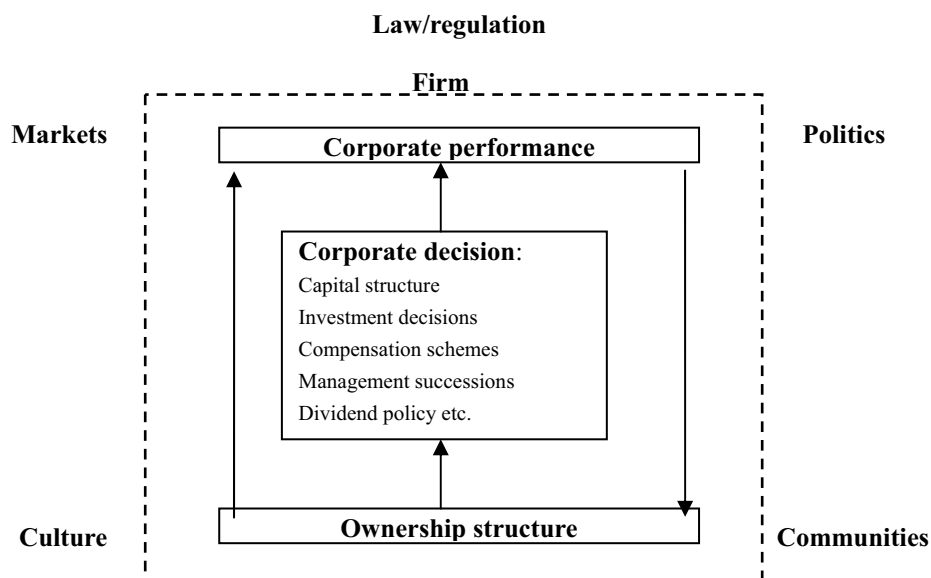 Law/regulation
Firm
Markets
Politics
Corporate performance
Corporate decision:
Capital structure
Investment decisions
Compensation schemes
Management successions
Dividend policy etc.
Ownership structure
Culture
Communities